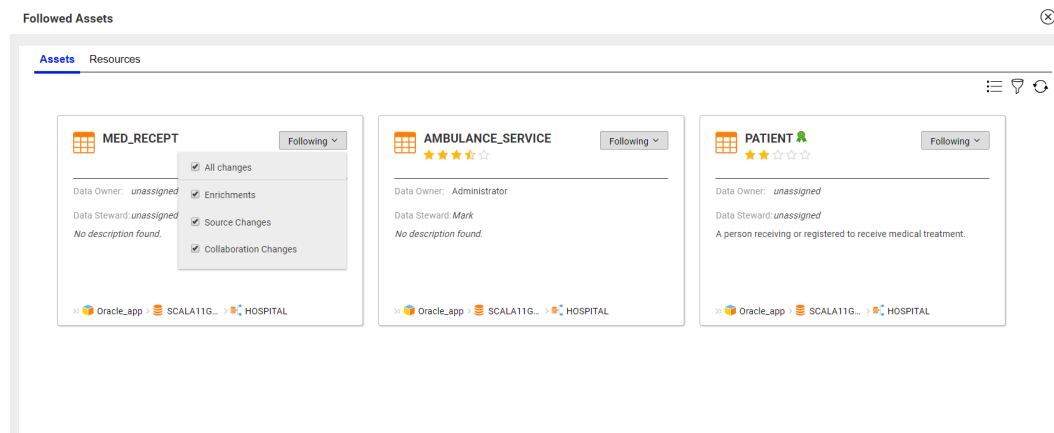 Followed Assets
Assets Resources
MED_RECEPT
Following
All changes
Enrichments
Source Changes
Collaboration Changes
Data Owner: unassigned
Data Steward: unassigned
No description found.
» Oracle_app > SCALA11G... > HOSPITAL
AMBULANCE_SERVICE
Following
Data Owner: Administrator
Data Steward: Mark
No description found.
» Oracle_app > SCALA11G... > HOSPITAL
PATIENT
Following
Data Owner: unassigned
Data Steward: unassigned
A person receiving or registered to receive medical treatment.
» Oracle_app > SCALA11G... > HOSPITAL